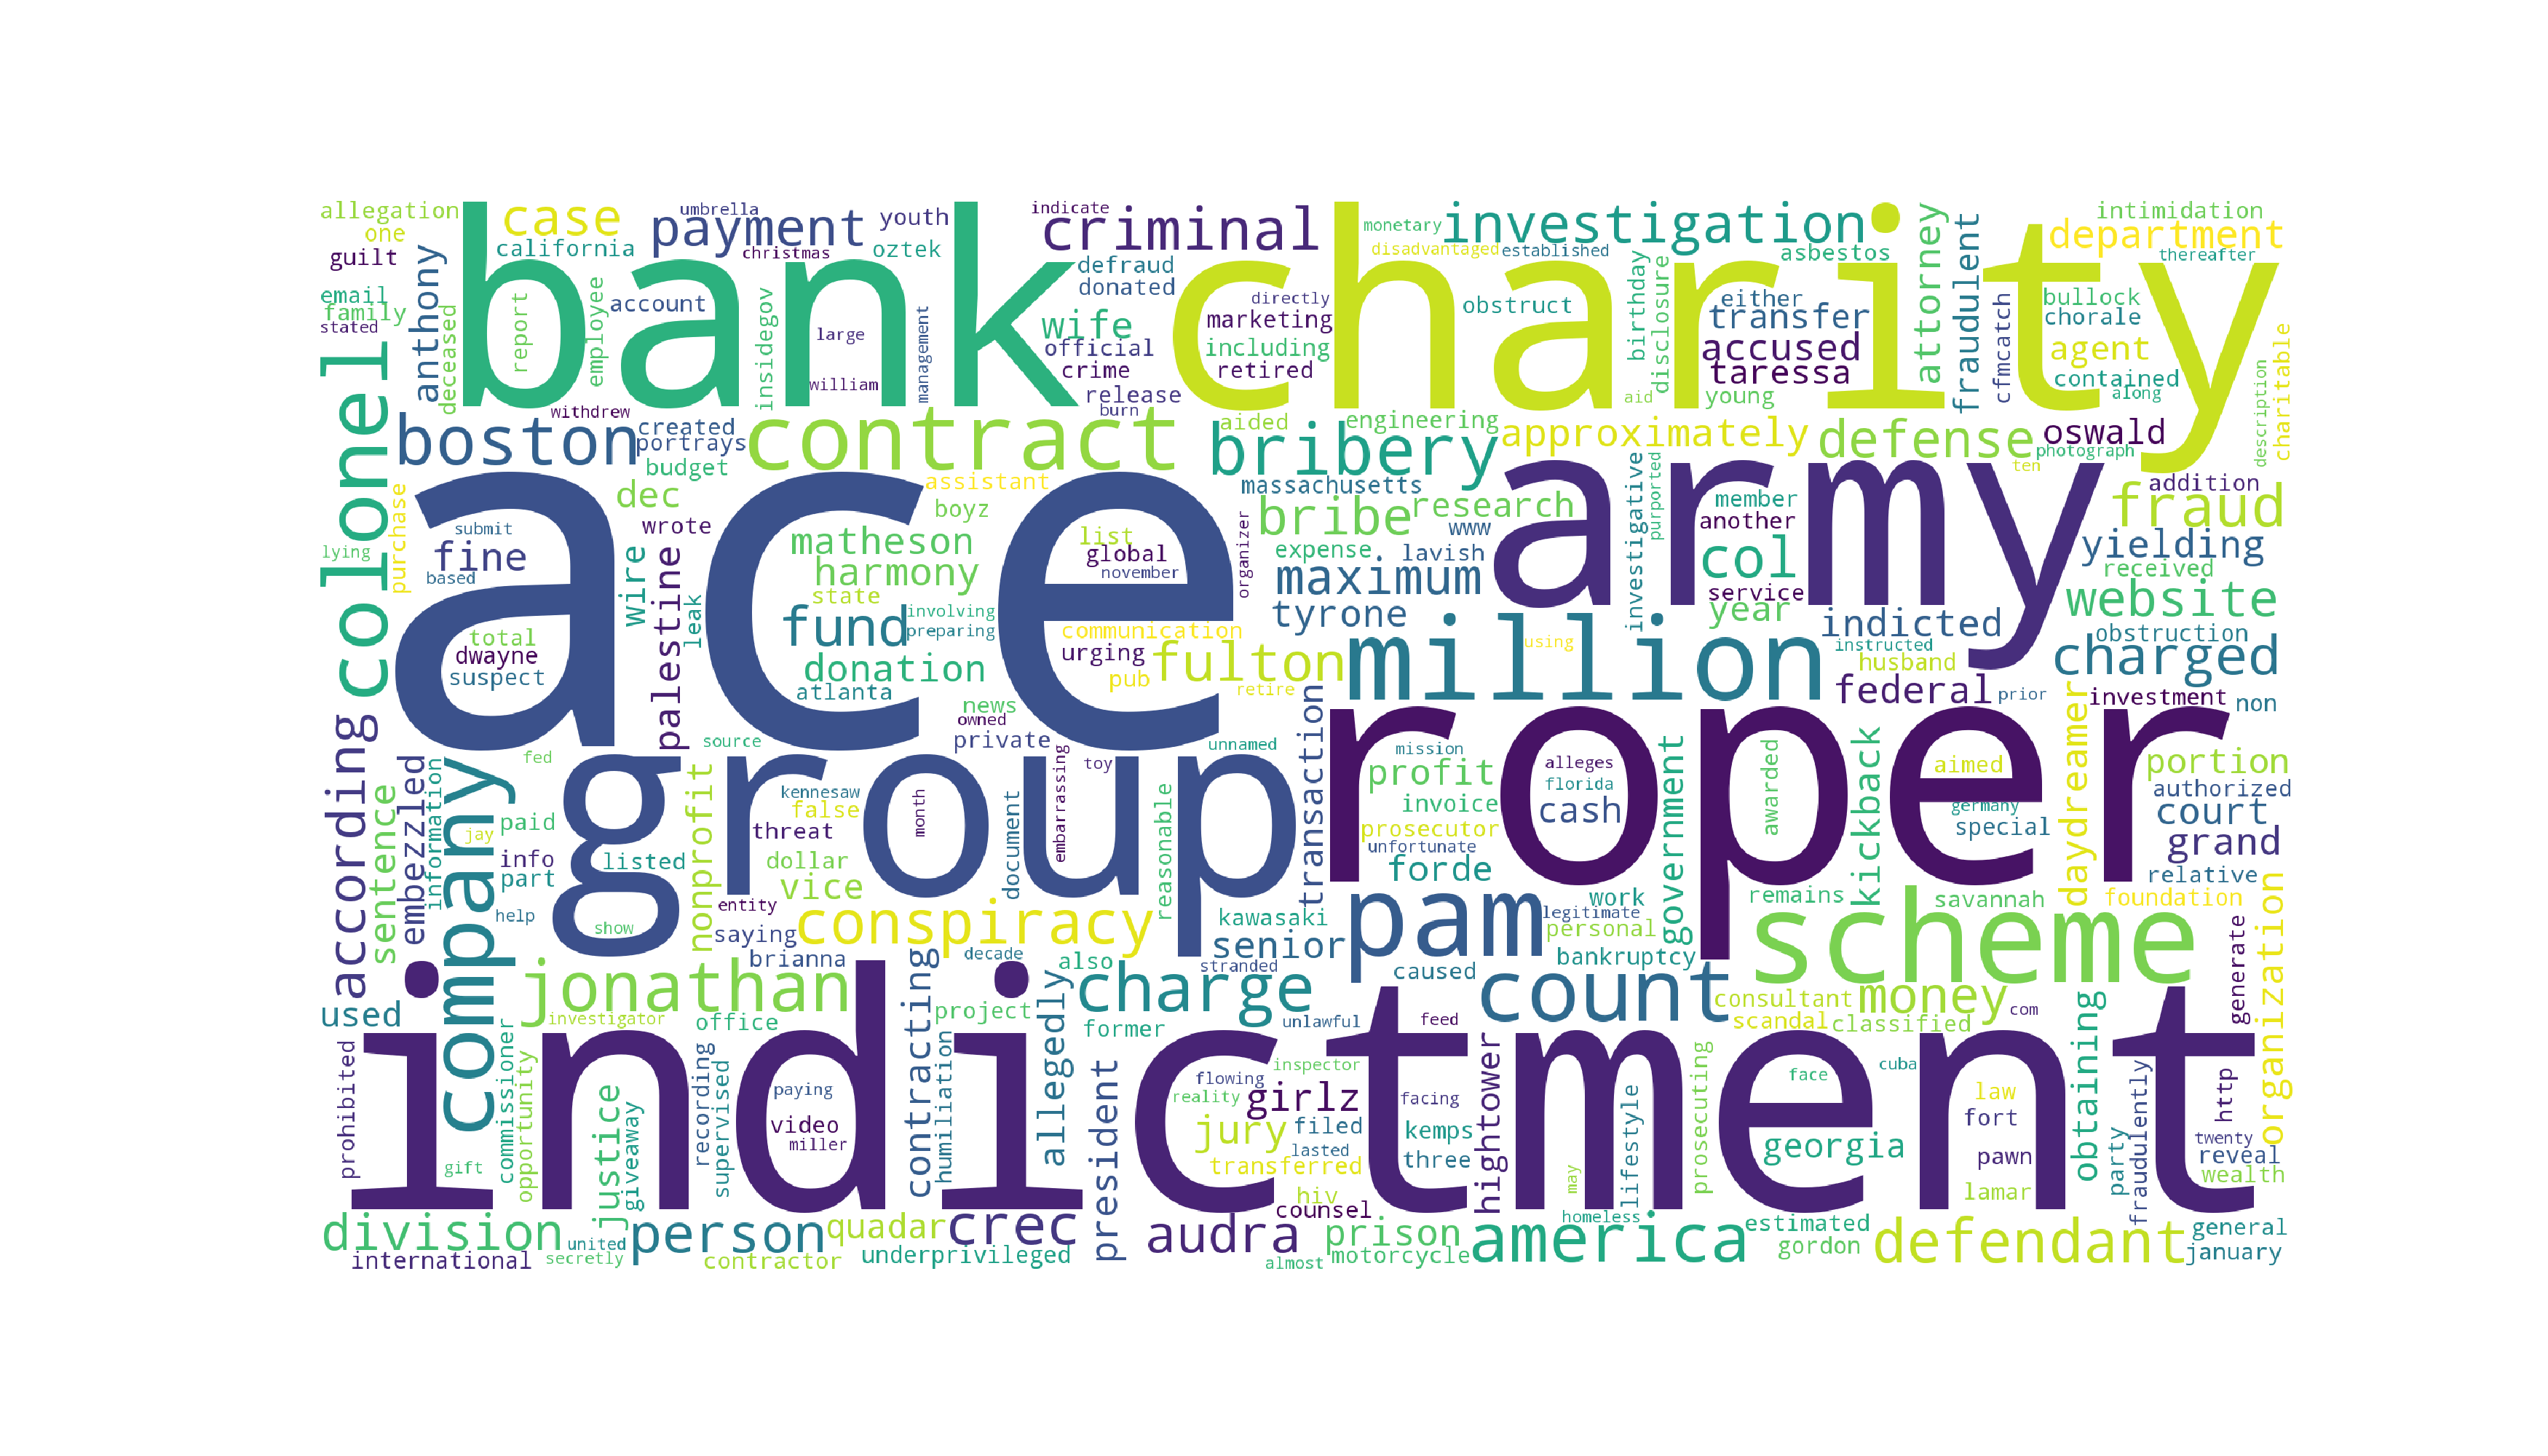 allegation
one
guilt
email
family
stated
case
california
anthony
deceased
report
employee
payment
umbrella
christmas
youth
oztek
account
insidegov
large
william
management
bank
charity
indicate
criminal
defraud
donated
wife
official
crime
release
retired
burn
monetary
investigation
disadvantaged
established
asbestos
directly
marketing
including
obstruct
birthday
disclosure
either
transfer
accused
taressa
aid
young
attorney
fraudulent
cfmcatch
intimidation
department
thereafter
bullock
chorale
agent
contained
along
description
charitable
colonel
boston
withdrew
created
portrays
budget
contract
aided
engineering
bribery
approximately
defense
oswald
photograph
ten
purchase
submit
fine
lying
based
dec
wrote
assistant
boyz
matheson
harmony
state
list
global
november
organizer
massachusetts
bribe
research
www
expense
lavish
maximum
tyrone
investigative
purported
member
another
col
service
year
army
addition
fraud
yielding
received
website
indicted
obstruction
charged
ace
total
dwayne
suspect
wire
palestine
leak
fund
involving
preparing
donation
atlanta
communication
urging
pub
fulton
retire
using
million
instructed
husband
federal
prior
investment
non
according
company
fed
source
news
owned
private
embarrassing
toy
unnamed
transaction
group
roper
mission
profit
invoice
prosecutor
unfortunate
forde
alleges
florida
cash
government
awarded
kickback
aimed
germany
special
daydreamer
portion
authorized
court
grand
relative
foundation
sentence
embezzled
information
jay
paid
info
part
listed
help
show
nonprofit
kennesaw
false
threat
dollar
vice
month
document
reasonable
entity
saying
brianna
conspiracy
decade
also
kawasaki
senior
stranded
pam
caused
legitimate
personal
work
bankruptcy
remains
savannah
scheme
organization
generate
used
jonathan
investigator
office
contracting
project
allegedly
charge
former
unlawful
feed
count
consultant
scandal
classified
money
com
obtaining
indictment
prohibited
commissioner
opportunity
gift
justice
giveaway
recording
supervised
paying
video
miller
humiliation
president
inspector
flowing
reality
girlz
jury
filed
lasted
transferred
hiv
counsel
facing
kemps
three
hightower
may
homeless
lifestyle
prosecuting
face
cuba
georgia
law
fort
pawn
lamar
party
fraudulently
http
twenty
reveal
wealth
division
international
united
secretly
person
contractor
quadar
underprivileged
crec
audra
almost
prison
motorcycle
america
estimated
gordon
defendant
general
january